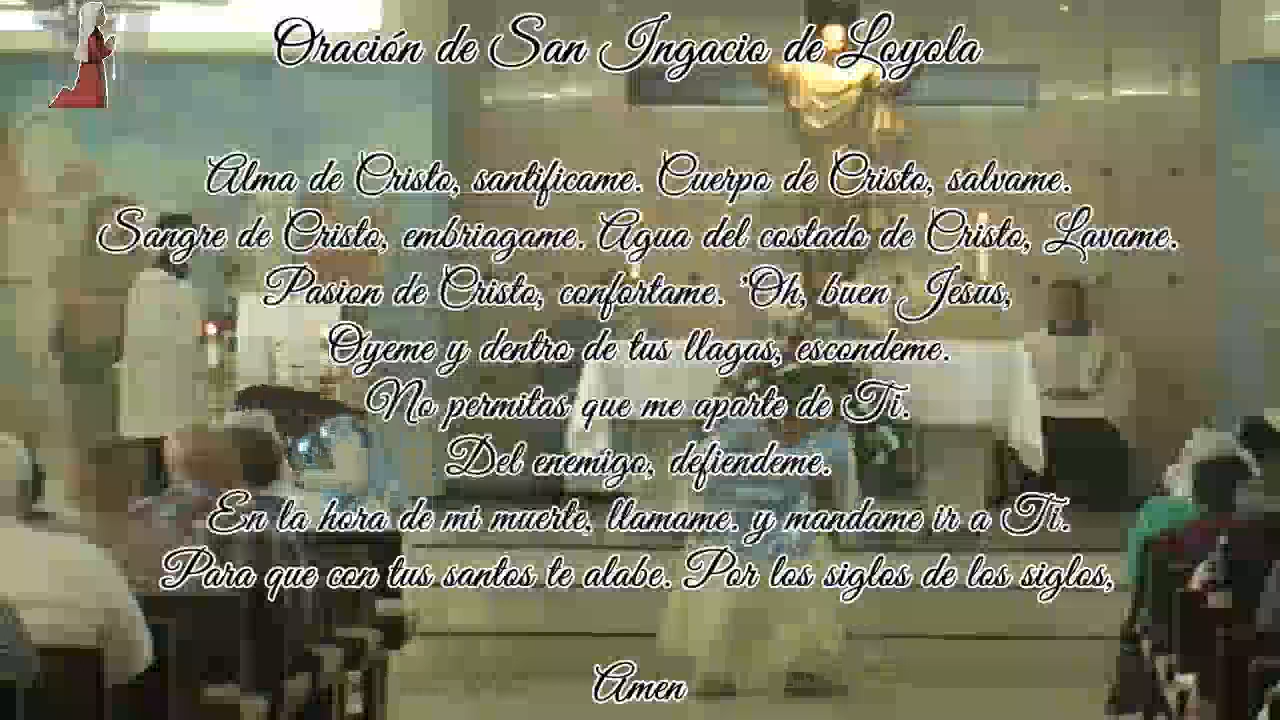 Oración de San Ingacio de Loyola
Alma de Cristo, santificame. Cuerpo de Cristo, salvame.
Sangre de Cristo, embriagame. Agua del costado de Cristo, Lavame.
Pasion de Cristo, confortame. 'Oh, buen Jesus,
Oyeme y dentro de tus llagas, escondeme.
No permitas que me aparte de Ti.
Del enemigo, defiendeme.
En la hora de mi muerte, llamame. y mandame ir a Ti.
Para que con tus santos te alabe. Por los siglos de los siglos,
Amen